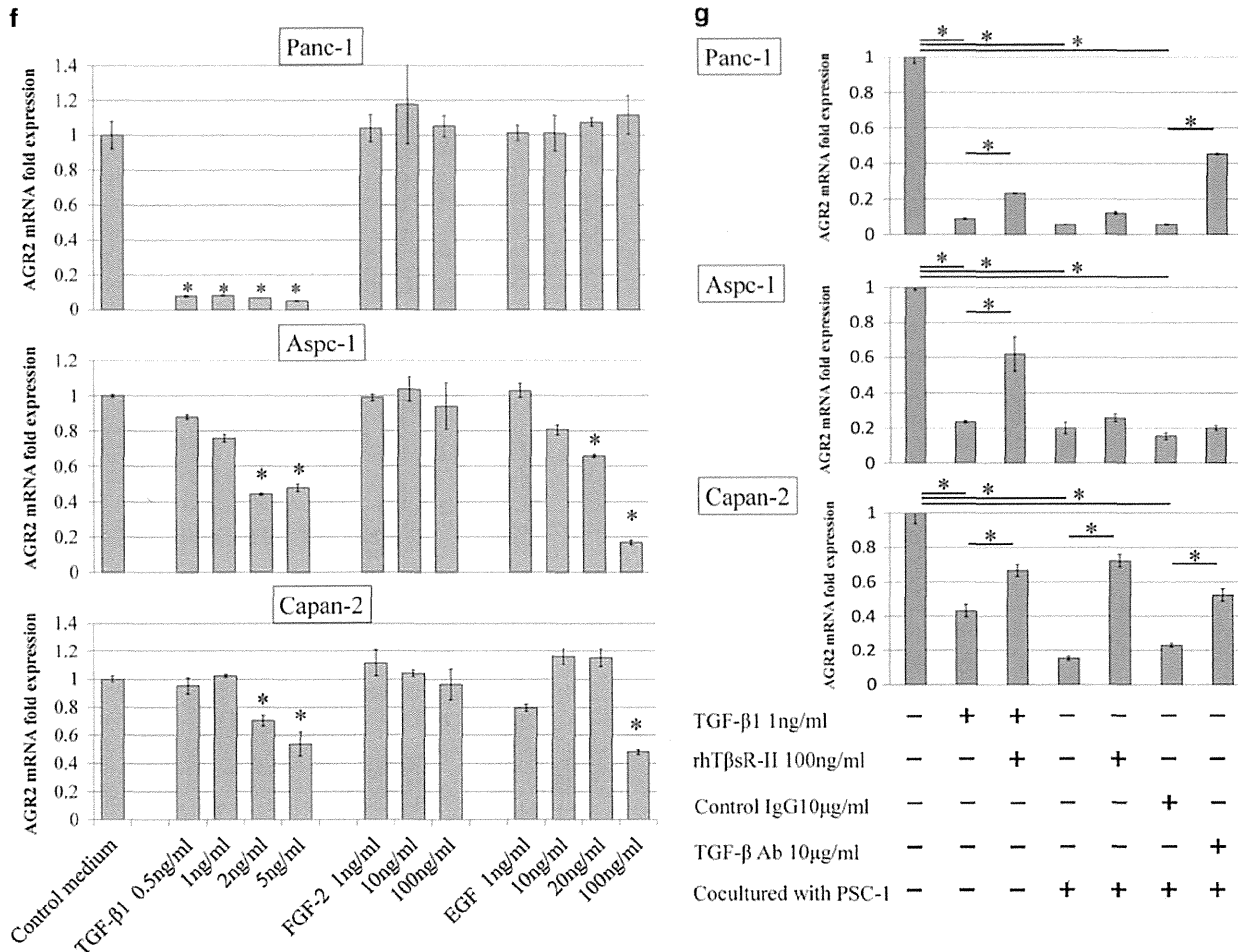 f
Panc-1
AGR2 mRNA fold expression
1.4
1.2
1
0.8
0.6
0.4
0.2
0
* * * *
Aspc-1
AGR2 mRNA fold expression
1.2
1
0.8
0.6
0.4
0.2
0
* * * *
Capan-2
AGR2 mRNA fold expression
1.4
1.2
1
0.8
0.6
0.4
0.2
0
* * *
Control medium
TGF-β1 0.5ng/ml
1ng/ml
2ng/ml
5ng/ml
FGF-2 1ng/ml
10ng/ml
100ng/ml
EGF 1ng/ml
10ng/ml
20ng/ml
100ng/ml
g
Panc-1
AGR2 mRNA fold expression
1
0.8
0.6
0.4
0.2
0
* * * * *
Aspc-1
AGR2 mRNA fold expression
1
0.8
0.6
0.4
0.2
0
* * * *
Capan-2
AGR2 mRNA fold expression
1
0.8
0.6
0.4
0.2
0
* * * * * *
TGF-β1 1ng/ml − + + − − − −
rhTβsR-II 100ng/ml − − + − + − −
Control IgG10μg/ml − − − − − + −
TGF-β Ab 10μg/ml − − − − − − +
Cocultured with PSC-1 − − − + + + +